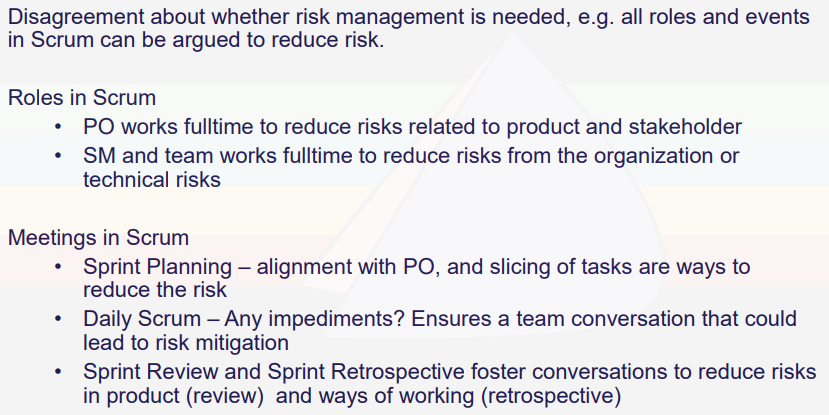 Disagreement about whether risk management is needed, e.g. all roles and events
in Scrum can be argued to reduce risk.
Roles in Scrum
• PO works fulltime to reduce risks related to product and stakeholder
• SM and team works fulltime to reduce risks from the organization or
technical risks
Meetings in Scrum
• Sprint Planning – alignment with PO, and slicing of tasks are ways to
reduce the risk
• Daily Scrum – Any impediments? Ensures a team conversation that could
lead to risk mitigation
• Sprint Review and Sprint Retrospective foster conversations to reduce risks
in product (review)  and ways of working (retrospective)